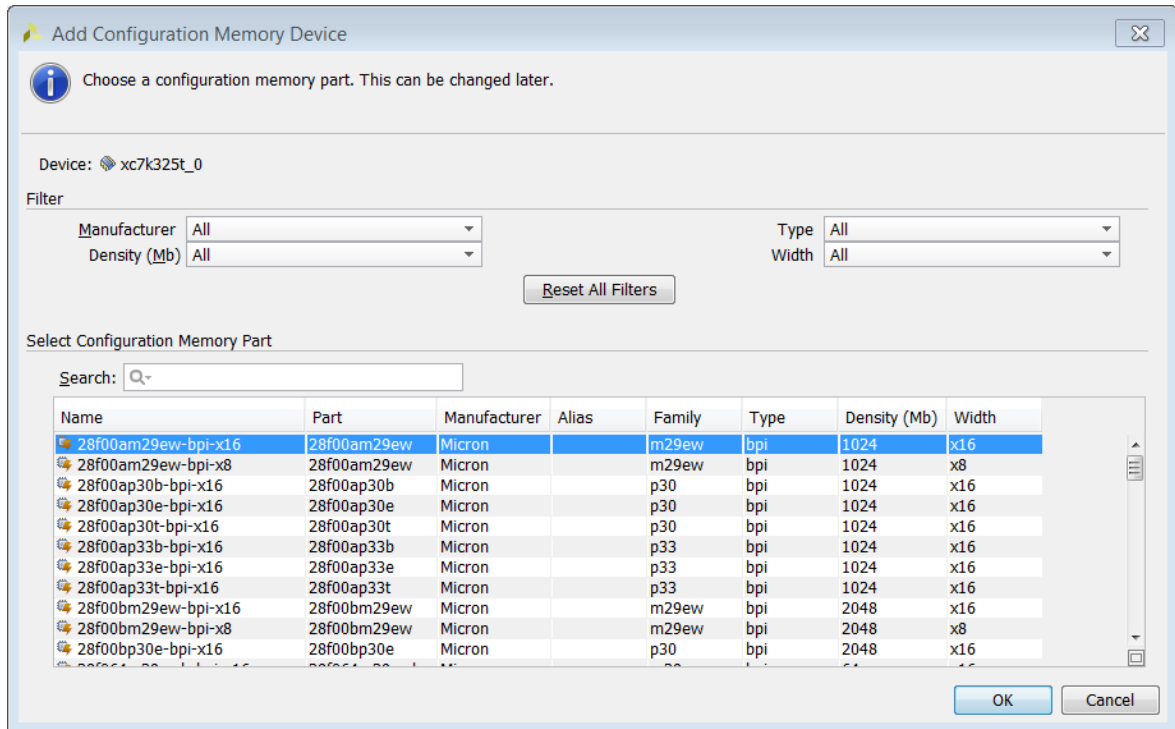 Add Configuration Memory Device
Choose a configuration memory part. This can be changed later.
Device: xc7k325t_0
Filter
Manufacturer All Type All
Density (Mb) All Width All
Reset All Filters
Select Configuration Memory Part
Search:
Name Part Manufacturer Alias Family Type Density (Mb) Width
28f00am29ew-bpi-x16 28f00am29ew Micron m29ew bpi 1024 x16
28f00am29ew-bpi-x8 28f00am29ew Micron m29ew bpi 1024 x8
28f00ap30b-bpi-x16 28f00ap30b Micron p30 bpi 1024 x16
28f00ap30e-bpi-x16 28f00ap30e Micron p30 bpi 1024 x16
28f00ap30t-bpi-x16 28f00ap30t Micron p30 bpi 1024 x16
28f00ap33b-bpi-x16 28f00ap33b Micron p33 bpi 1024 x16
28f00ap33e-bpi-x16 28f00ap33e Micron p33 bpi 1024 x16
28f00ap33t-bpi-x16 28f00ap33t Micron p33 bpi 1024 x16
28f00bm29ew-bpi-x16 28f00bm29ew Micron m29ew bpi 2048 x16
28f00bm29ew-bpi-x8 28f00bm29ew Micron m29ew bpi 2048 x8
28f00bp30e-bpi-x16 28f00bp30e Micron p30 bpi 2048 x16
OK Cancel